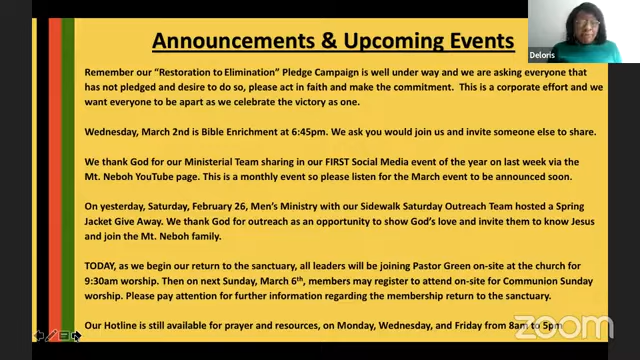 Announcements & Upcoming Events
Deloris
Remember our "Restoration to Elimination" Pledge Campaign is well under way and we are asking everyone that
has not pledged and desire to do so, please act in faith and make the commitment. This is a corporate effort and we
want everyone to be apart as we celebrate the victory as one.
Wednesday, March 2nd is Bible Enrichment at 6:45pm. We ask you would join us and invite someone else to share.
We thank God for our Ministerial Team sharing in our FIRST Social Media event of the year on last week via the
Mt. Neboh YouTube page. This is a monthly event so please listen for the March event to be announced soon.
On yesterday, Saturday, February 26, Men's Ministry with our Sidewalk Saturday Outreach Team hosted a Spring
Jacket Give Away. We thank God for outreach as an opportunity to show God's love and invite them to know Jesus
and join the Mt. Neboh family.
TODAY, as we begin our return to the sanctuary, all leaders will be joining Pastor Green on-site at the church for
9:30am worship. Then on next Sunday, March 6th, members may register to attend on-site for Communion Sunday
worship. Please pay attention for further information regarding the membership return to the sanctuary.
Our Hotline is still available for prayer and resources, on Monday, Wednesday, and Friday from 8am to 5pm
zoom